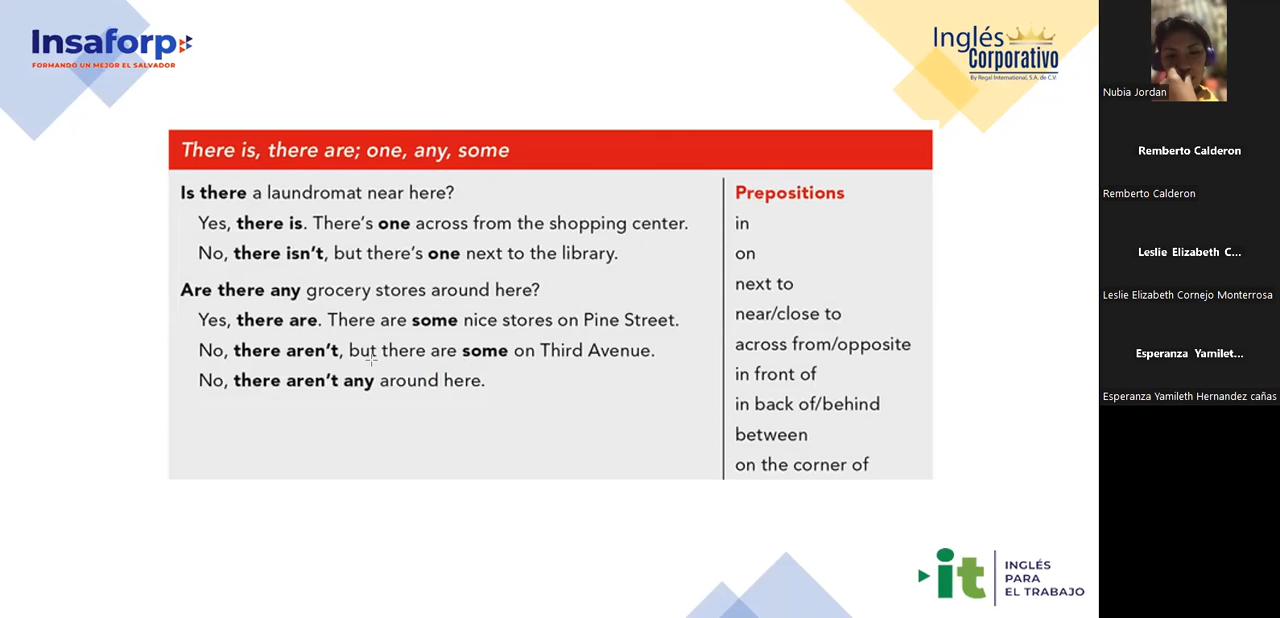 Insaforp
FORMANDO UN MEJOR EL SALVADOR
Inglés
Corporativo
By Regal International, S.A. de C.V.
There is, there are; one, any, some
Is there a laundromat near here?
Yes, there is. There's one across from the shopping center.
No, there isn't, but there's one next to the library.
Are there any grocery stores around here?
Yes, there are. There are some nice stores on Pine Street.
No, there aren't, but there are some on Third Avenue.
No, there aren't any around here.
Prepositions
in
on
next to
near/close to
across from/opposite
in front of
in back of/behind
between
on the corner of
it
INGLÉS
PARA
EL TRABAJO
Nubia Jordan
Remberto Calderon
Remberto Calderon
Leslie Elizabeth C...
Leslie Elizabeth Cornejo Monterrosa
Esperanza Yamilet...
Esperanza Yamileth Hernandez cañas